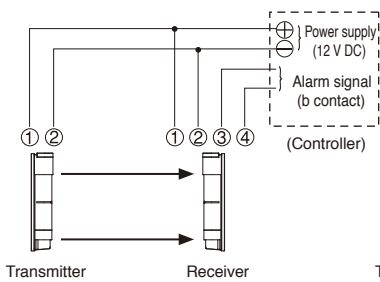 ⊕ Power supply
⊖ (12 V DC)
Alarm signal
(b contact)
① ② ① ② ③ ④
(Controller)
Transmitter Receiver T